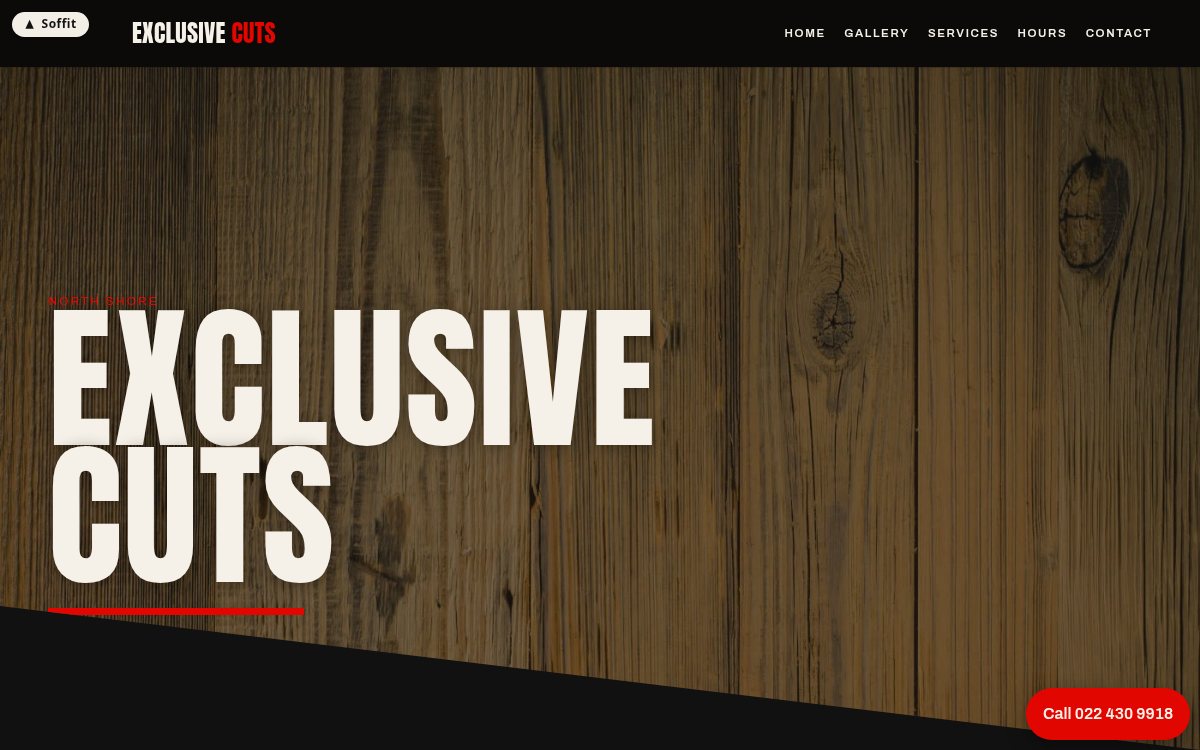 ▲ Soffit
EXCLUSIVE CUTS
HOME GALLERY SERVICES HOURS CONTACT
NORTH SHORE
EXCLUSIVE
CUTS
Call 022 430 9918